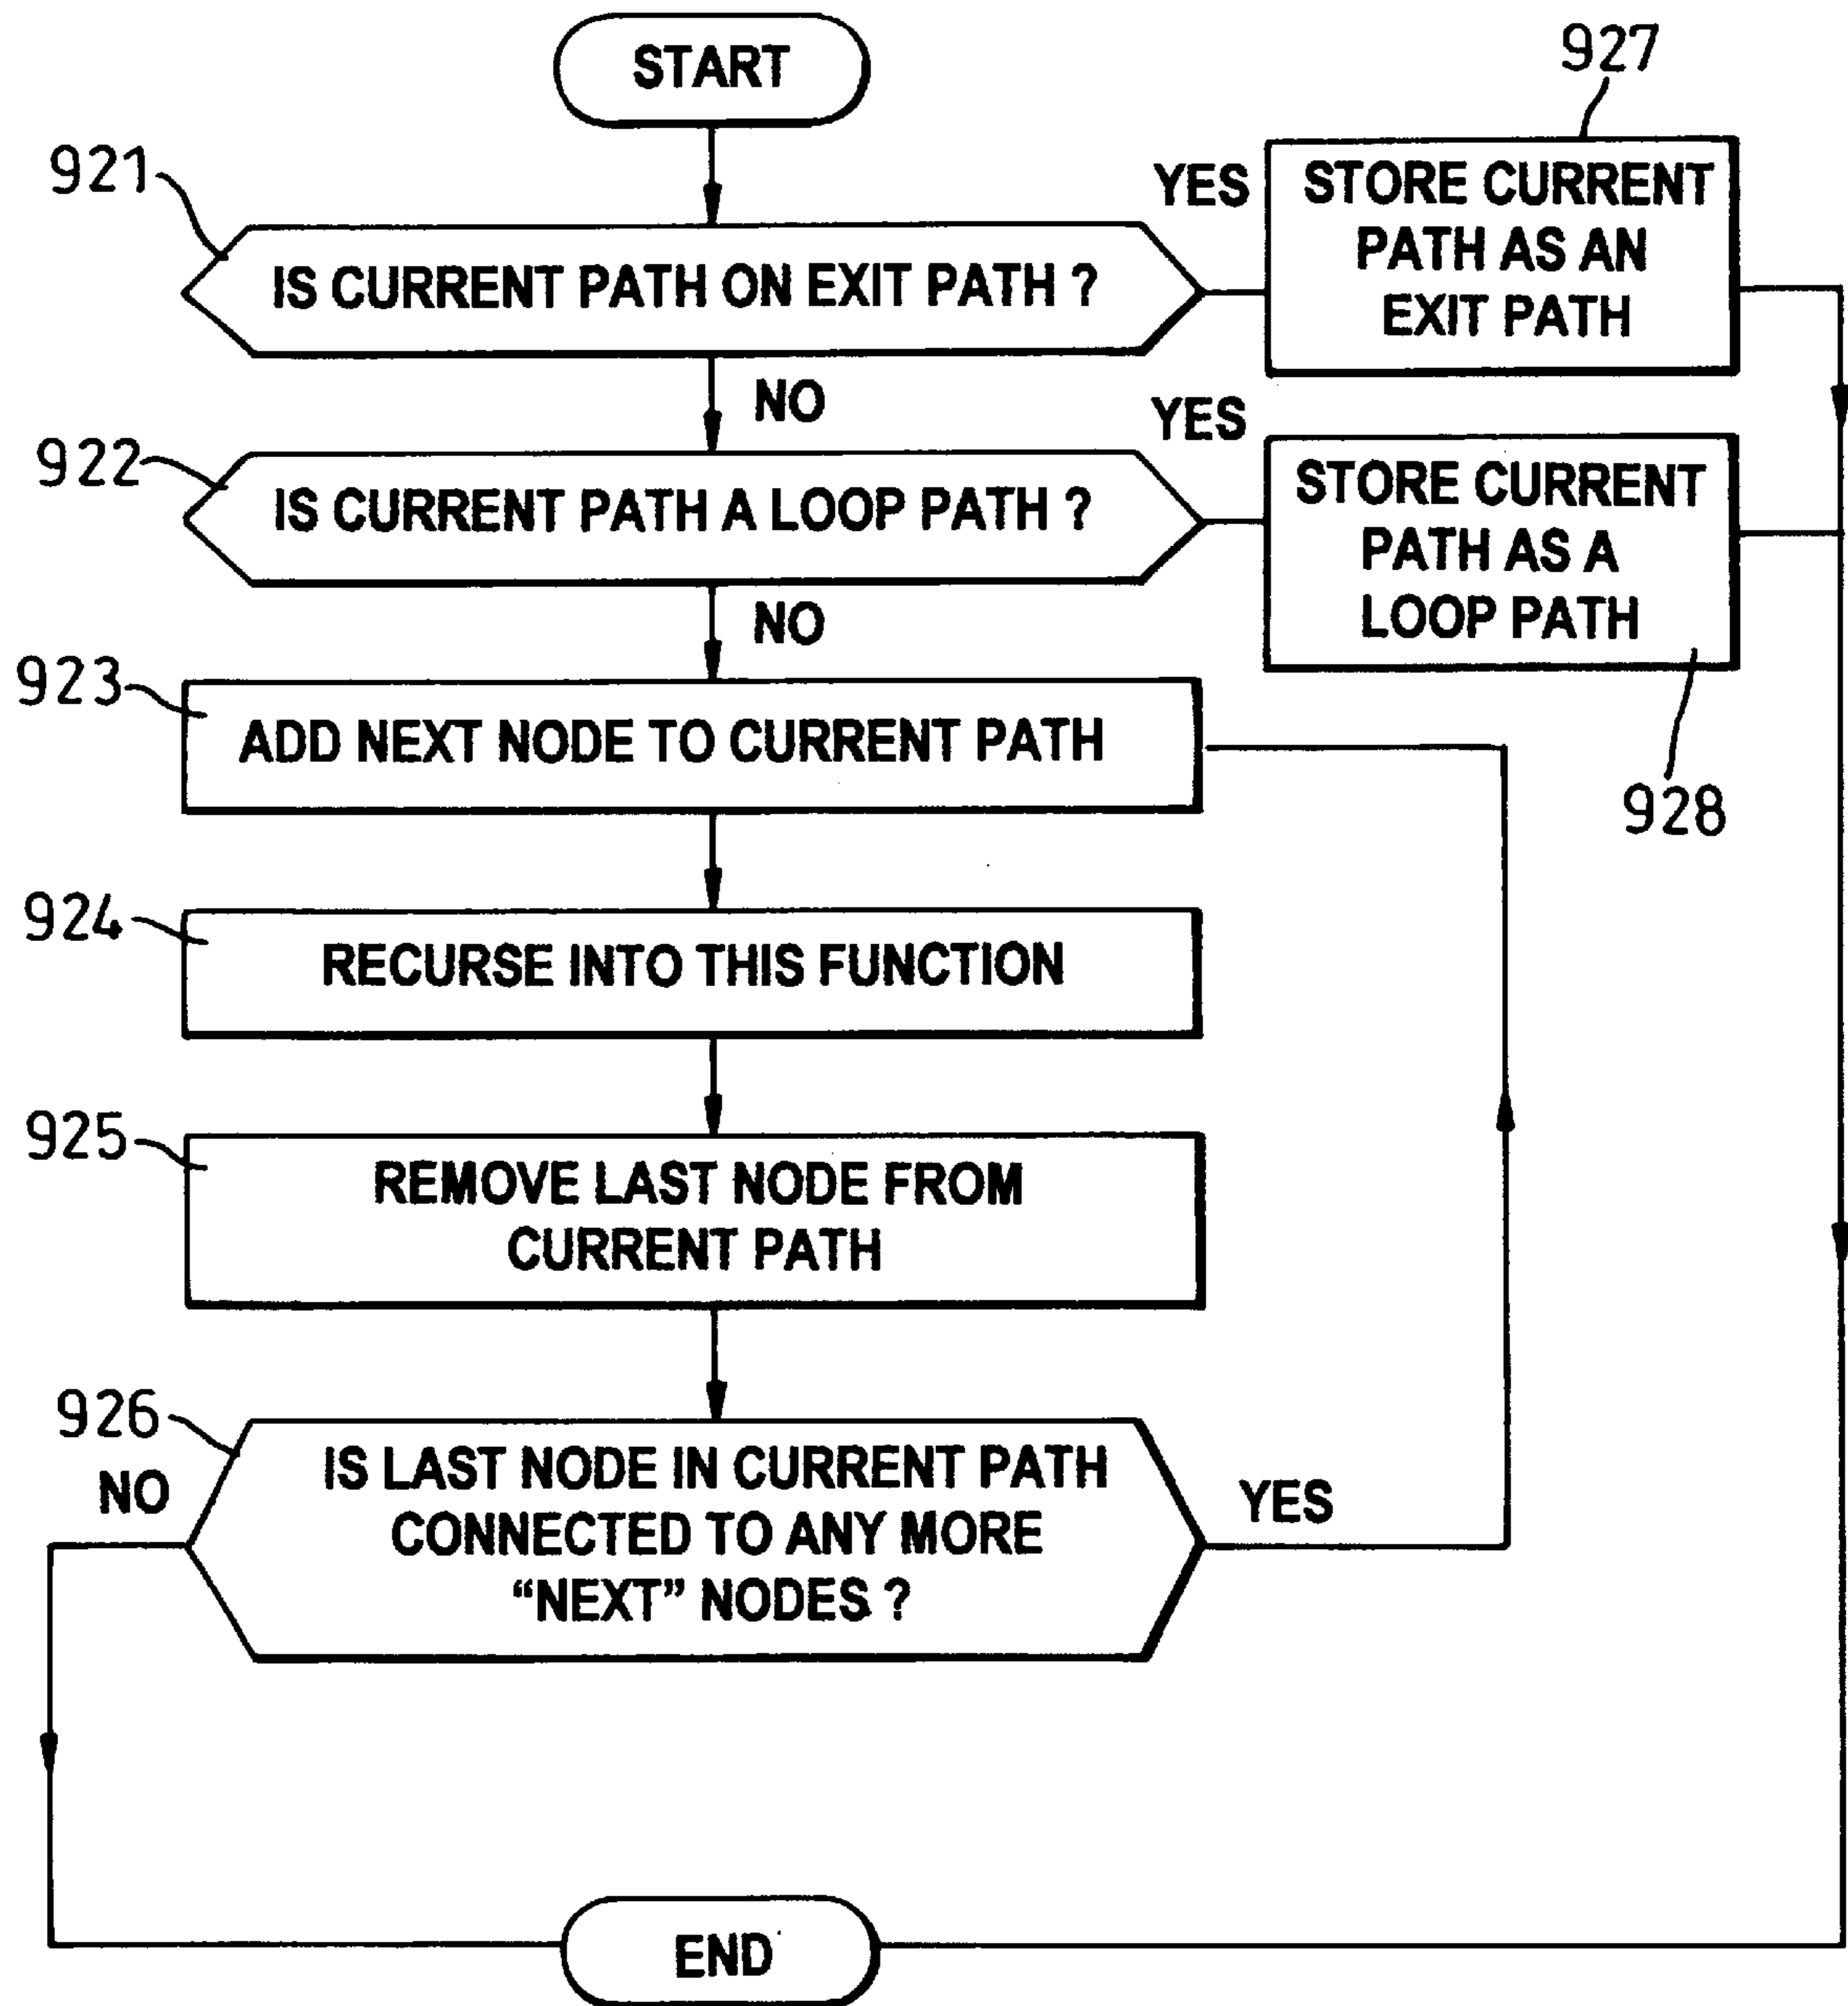 START
927
921
YES
STORE CURRENT
PATH AS AN
EXIT PATH
IS CURRENT PATH ON EXIT PATH ?
NO
YES
922
IS CURRENT PATH A LOOP PATH ?
STORE CURRENT
PATH AS A
LOOP PATH
NO
928
923
ADD NEXT NODE TO CURRENT PATH
924
RECURSE INTO THIS FUNCTION
925
REMOVE LAST NODE FROM
CURRENT PATH
926
NO
IS LAST NODE IN CURRENT PATH
CONNECTED TO ANY MORE
“NEXT” NODES ?
YES
END